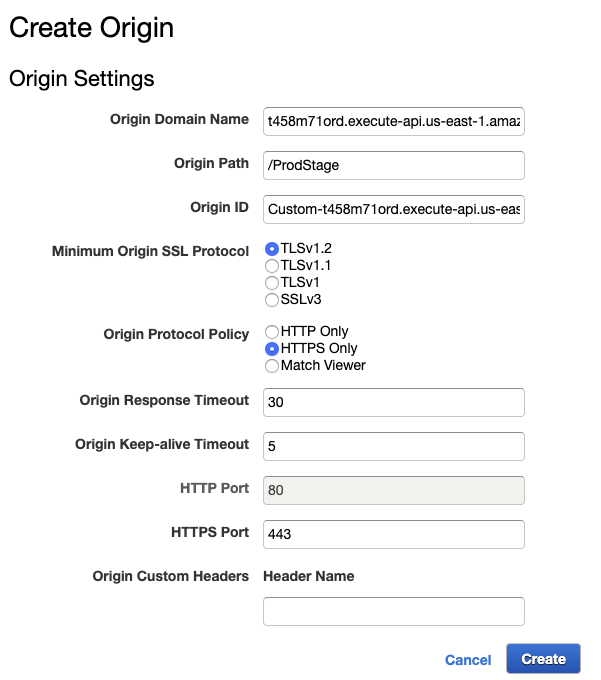 Create Origin
Origin Settings
Origin Domain Name t458m71ord.execute-api.us-east-1.amaz
Origin Path /ProdStage
Origin ID Custom-t458m71ord.execute-api.us-eas
Minimum Origin SSL Protocol TLSv1.2
TLSv1.1
TLSv1
SSLv3
Origin Protocol Policy HTTP Only
HTTPS Only
Match Viewer
Origin Response Timeout 30
Origin Keep-alive Timeout 5
HTTP Port 80
HTTPS Port 443
Origin Custom Headers Header Name
Cancel Create